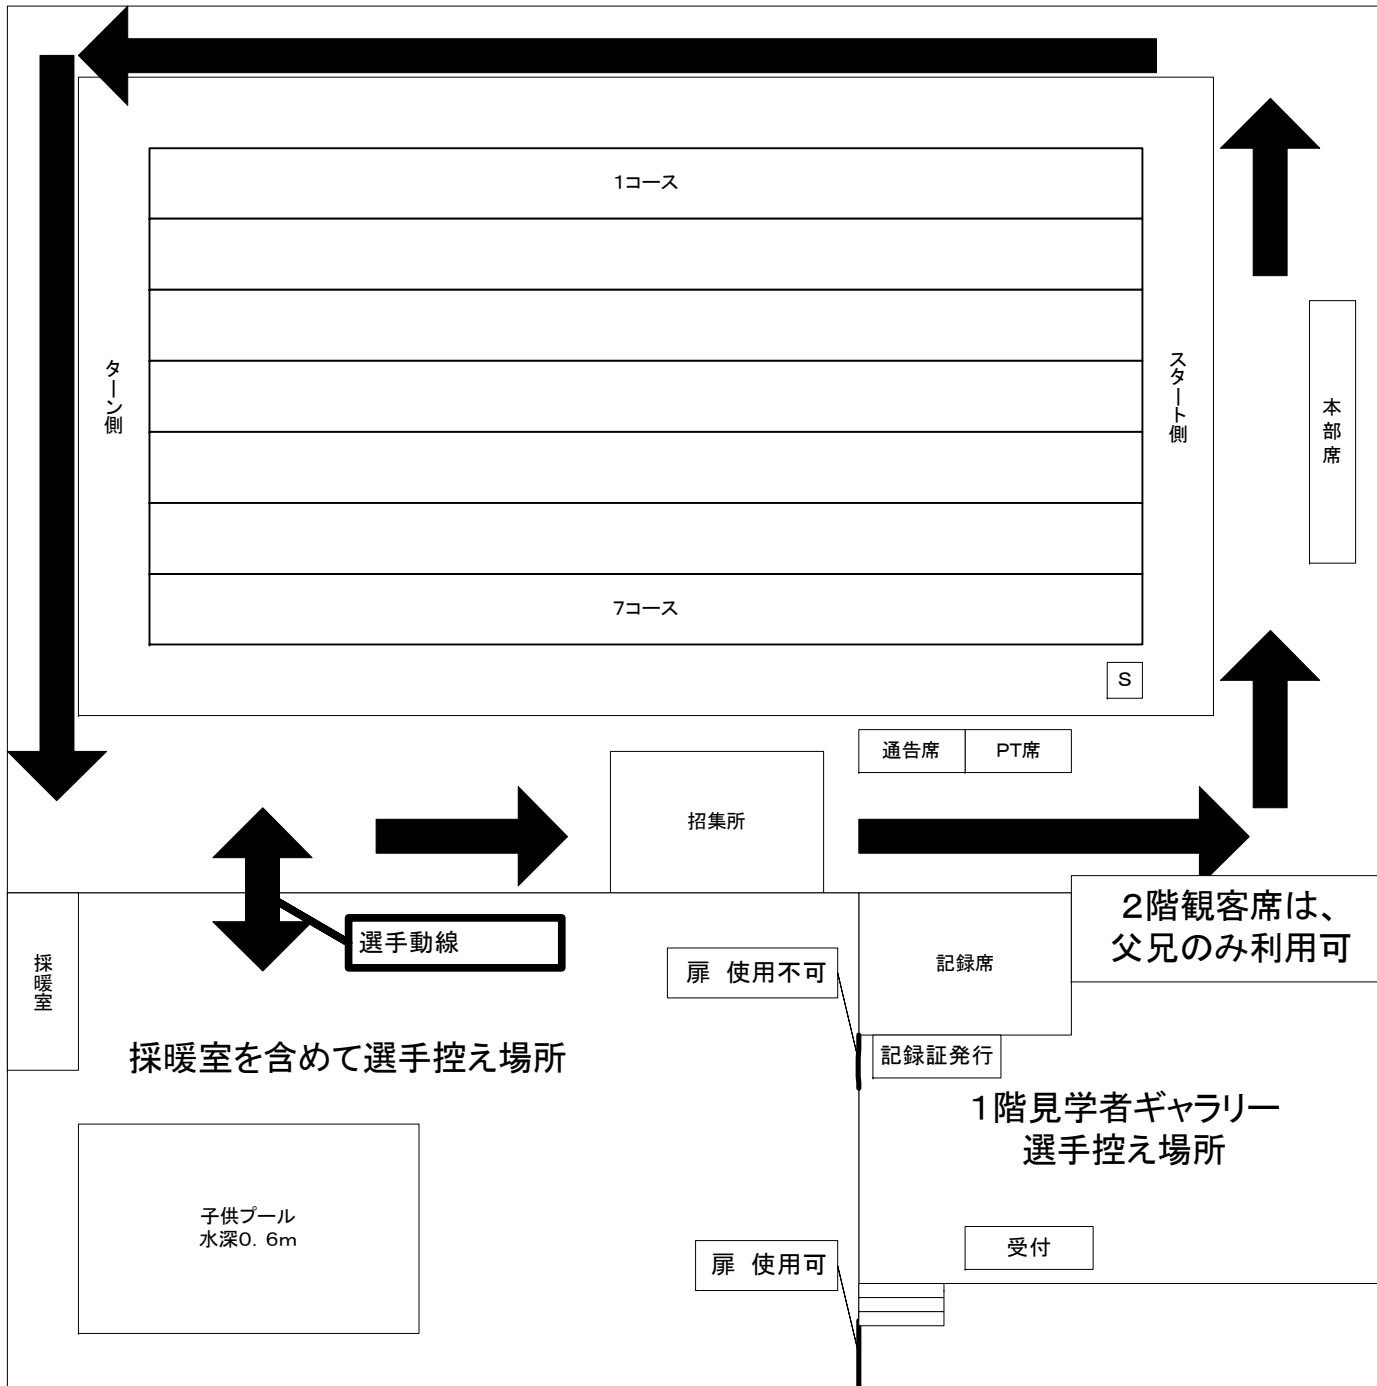 1コース
ターン側
スタート側
本部席
7コース
S
通告席
PT席
招集所
2階観客席は、
父兄のみ利用可
選手動線
扉 使用不可
記録席
採暖室
採暖室を含めて選手控え場所
記録証発行
1階見学者ギャラリー
選手控え場所
子供プール
水深0. 6m
受付
扉 使用可